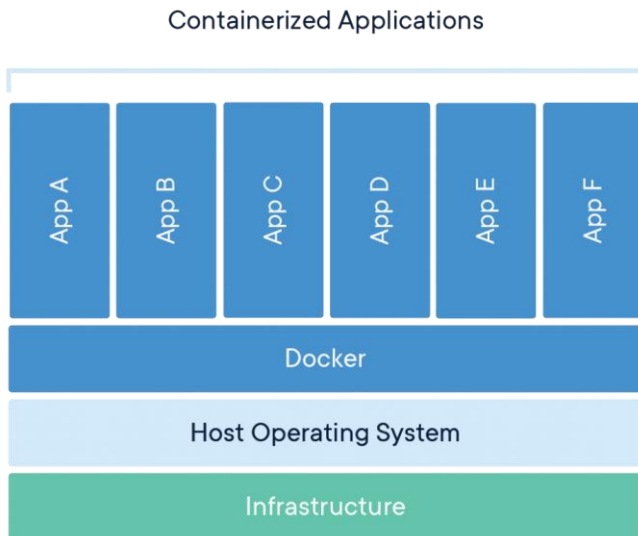 Containerized Applications
App A
App B
App C
App D
App E
App F
Docker
Host Operating System
Infrastructure